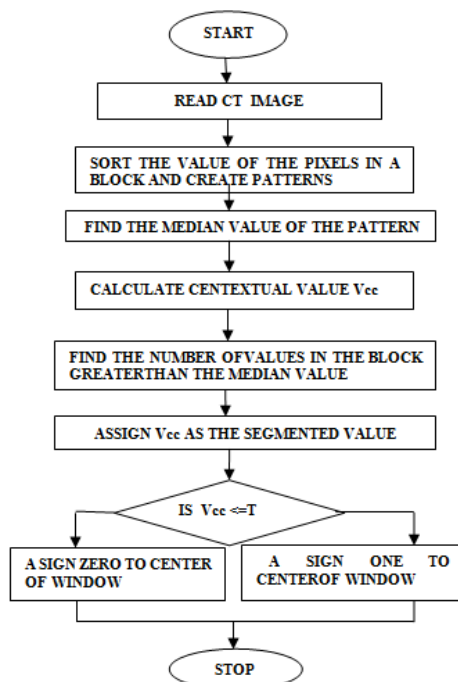 START
READ CT IMAGE
SORT THE VALUE OF THE PIXELS IN A
BLOCK AND CREATE PATTERNS
FIND THE MEDIAN VALUE OF THE PATTERN
CALCULATE CENTEXTUAL VALUE Vcc
FIND THE NUMBER OFVALUES IN THE BLOCK
GREATERTHAN THE MEDIAN VALUE
ASSIGN Vcc AS THE SEGMENTED VALUE
IS Vcc <=T
A SIGN ZERO TO CENTER
OF WINDOW
A SIGN ONE TO
CENTEROF WINDOW
STOP